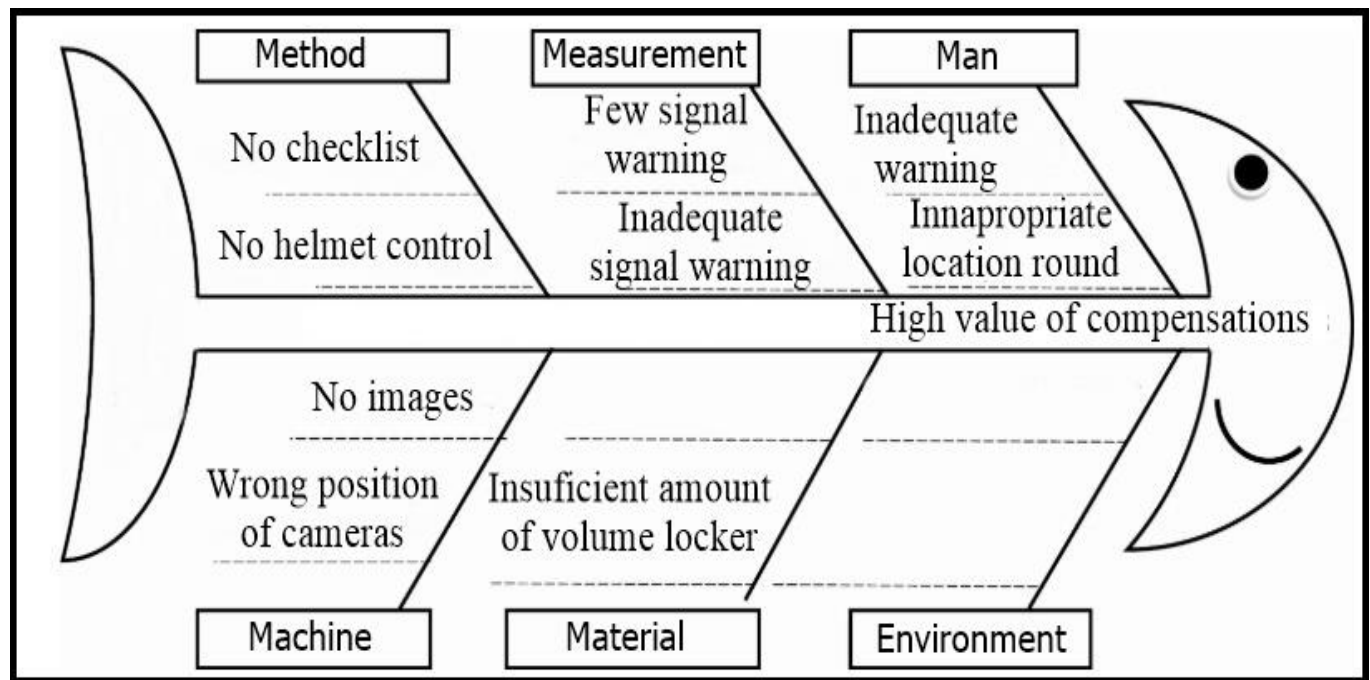 Method
Measurement
Man
No checklist
No helmet control
Few signal
warning
Inadequate
signal warning
Inadequate
warning
Innapropriate
location round
High value of compensations
No images
Wrong position
of cameras
Insuficient amount
of volume locker
Machine
Material
Environment